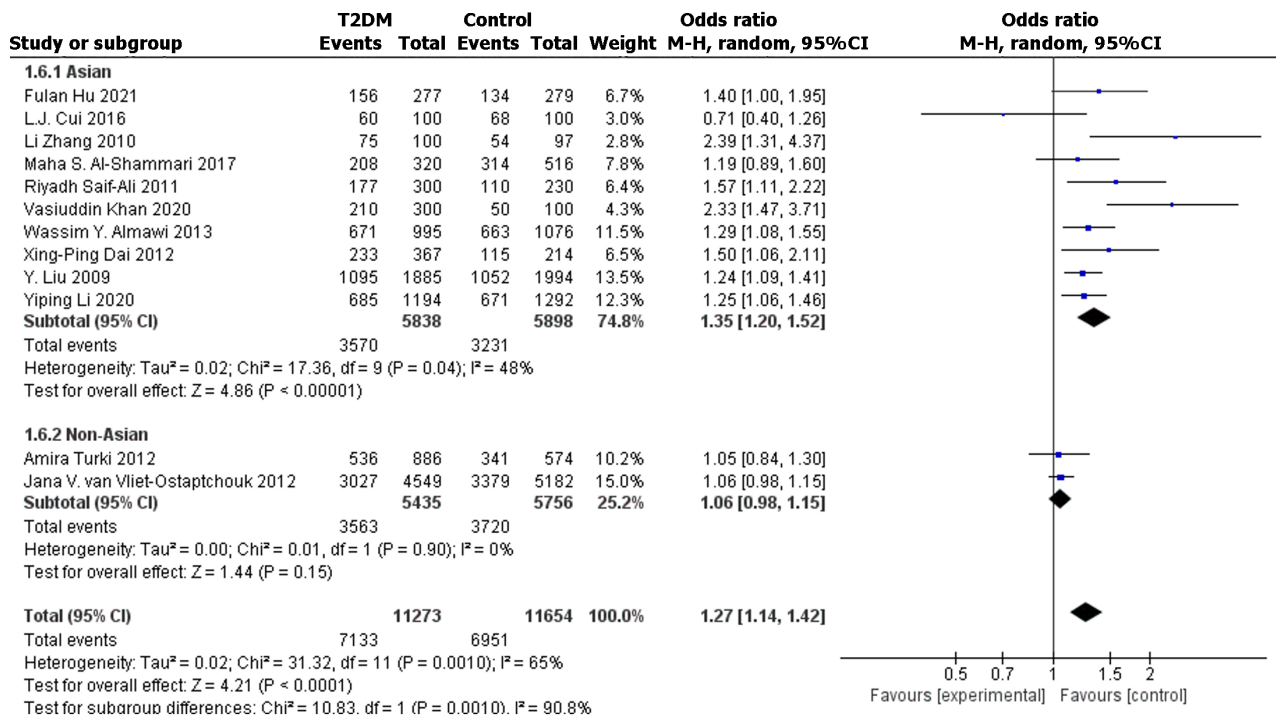 T2DM Control Odds ratio Odds ratio
Study or subgroup Events Total Events Total Weight M-H, random, 95%CI M-H, random, 95%CI
1.6.1 Asian
Fulan Hu 2021 156 277 134 279 6.7% 1.40 [1.00, 1.95]
L.J. Cui 2016 60 100 68 100 3.0% 0.71 [0.40, 1.26]
Li Zhang 2010 75 100 54 97 2.8% 2.39 [1.31, 4.37]
Maha S. Al-Shammari 2017 208 320 314 516 7.8% 1.19 [0.89, 1.60]
Riyadh Saif-Ali 2011 177 300 110 230 6.4% 1.57 [1.11, 2.22]
Vasiuddin Khan 2020 210 300 50 100 4.3% 2.33 [1.47, 3.71]
Wassim Y. Almawi 2013 671 995 663 1076 11.5% 1.29 [1.08, 1.55]
Xing-Ping Dai 2012 233 367 115 214 6.5% 1.50 [1.06, 2.11]
Y. Liu 2009 1095 1885 1052 1994 13.5% 1.24 [1.09, 1.41]
Yiping Li 2020 685 1194 671 1292 12.3% 1.25 [1.06, 1.46]
Subtotal (95% CI) 5838 5898 74.8% 1.35 [1.20, 1.52]
Total events 3570 3231
Heterogeneity: Tau² = 0.02; Chi² = 17.36, df = 9 (P = 0.04); I² = 48%
Test for overall effect: Z = 4.86 (P < 0.00001)
1.6.2 Non-Asian
Amira Turki 2012 536 886 341 574 10.2% 1.05 [0.84, 1.30]
Jana V. van Vliet-Ostaptchouk 2012 3027 4549 3379 5182 15.0% 1.06 [0.98, 1.15]
Subtotal (95% CI) 5435 5756 25.2% 1.06 [0.98, 1.15]
Total events 3563 3720
Heterogeneity: Tau² = 0.00; Chi² = 0.01, df = 1 (P = 0.90); I² = 0%
Test for overall effect: Z = 1.44 (P = 0.15)
Total (95% CI) 11273 11654 100.0% 1.27 [1.14, 1.42]
Total events 7133 6951
Heterogeneity: Tau² = 0.02; Chi² = 31.32, df = 11 (P = 0.0010); I² = 65%
Test for overall effect: Z = 4.21 (P < 0.0001)
Test for subgroup differences: Chi² = 10.83, df = 1 (P = 0.0010), I² = 90.8%
0.5 0.7 1 1.5 2
Favours [experimental] Favours [control]